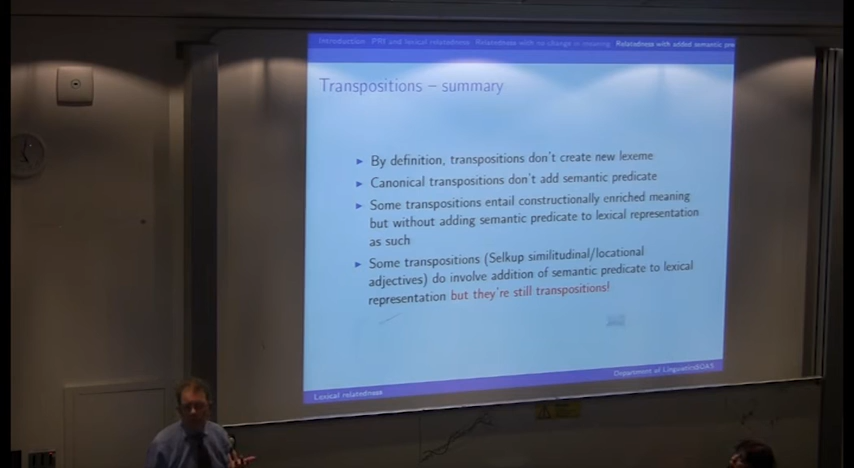 Introduction PRY and lexical relatedness Relatedness with no change in meaning Relatedness with added semantic pre
Transpositions – summary
By definition, transpositions don't create new lexeme
Canonical transpositions don't add semantic predicate
Some transpositions entail constructionally enriched meaning
but without adding semantic predicate to lexical representation
as such
Some transpositions (Selkup similitudinal/locational
adjectives) do involve addition of semantic predicate to lexical
representation but they're still transpositions!
Lexical relatedness
Department of LinguisticsSOAS